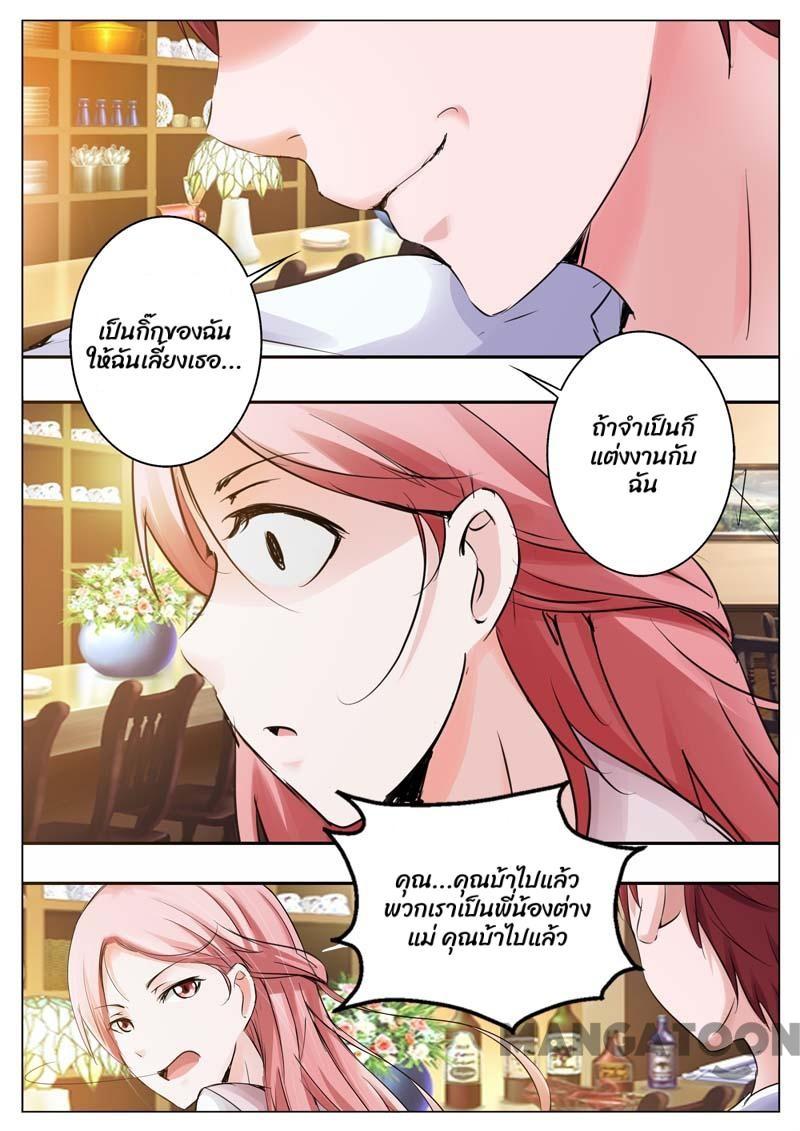 เป็นกิ๊กของฉัน
ให้ฉันเลี้ยงเธอ...
ถ้าจำเป็นก็
แต่งงานกับ
ฉัน
คุณ...คุณบ้าไปแล้ว
พวกเราเป็นพี่น้องต่าง
แม่ คุณบ้าไปแล้ว
MANGATOON